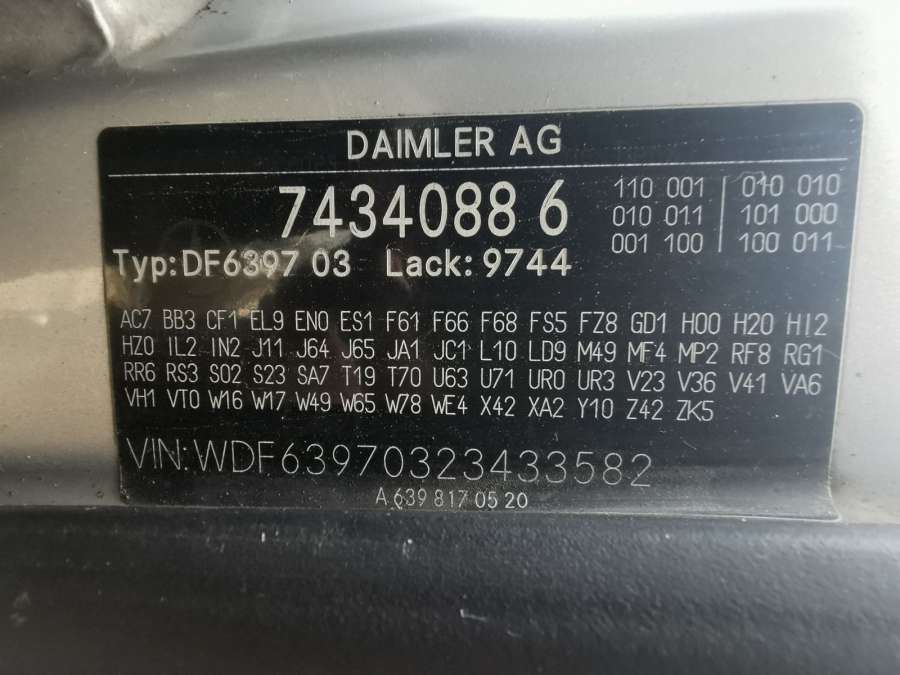 DAIMLER AG
7434088 6
110 001 | 010 010
010 011 | 101 000
001 100 | 100 011
Typ:DF6397 03 Lack:9744
AC7 BB3 CF1 EL9 EN0 ES1 F61 F66 F68 FS5 FZ8 GD1 H00 H20 HI2
HZ0 IL2 IN2 J11 J64 J65 JA1 JC1 L10 LD9 M49 MF4 MP2 RF8 RG1
RR6 RS3 S02 S23 SA7 T19 T70 U63 U71 UR0 UR3 V23 V36 V41 VA6
VH1 VT0 W16 W17 W49 W65 W78 WE4 X42 XA2 Y10 Z42 ZK5
VIN:WDF63970323433582
A 639 817 05 20